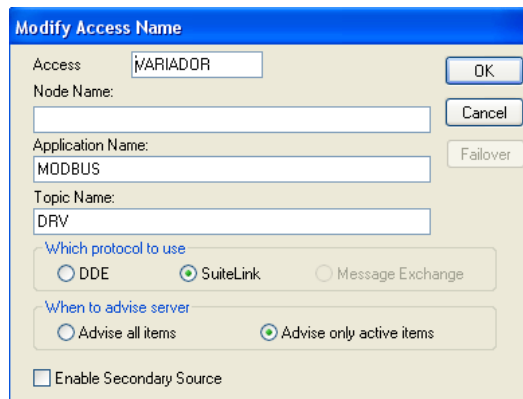 Modify Access Name
Access VARIADOR
OK
Node Name:
Cancel
Application Name:
Failover
MODBUS
Topic Name:
DRV
Which protocol to use
DDE SuiteLink Message Exchange
When to advise server
Advise all items Advise only active items
Enable Secondary Source